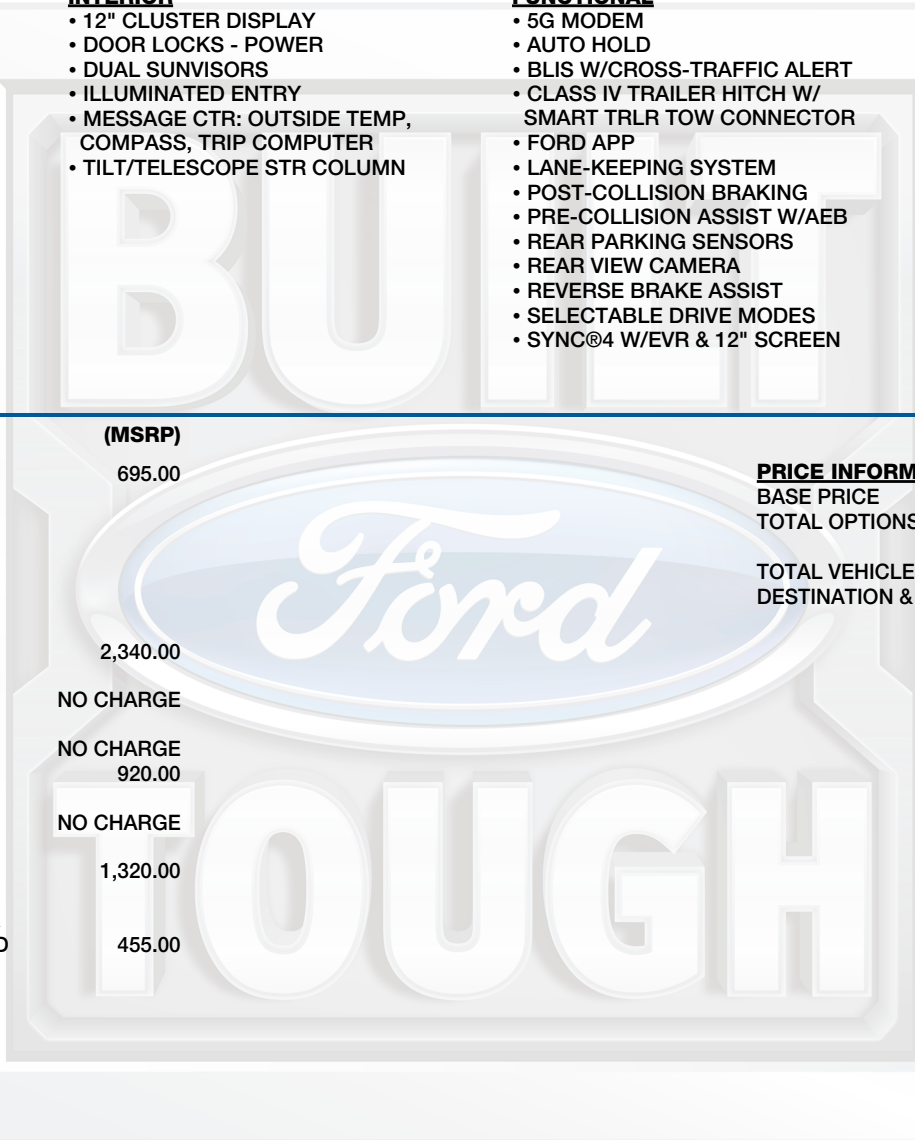 INTERIOR
• 12" CLUSTER DISPLAY
• DOOR LOCKS - POWER
• DUAL SUNVISORS
• ILLUMINATED ENTRY
• MESSAGE CTR: OUTSIDE TEMP,
COMPASS, TRIP COMPUTER
• TILT/TELESCOPE STR COLUMN
FUNCTIONAL
• 5G MODEM
• AUTO HOLD
• BLIS W/CROSS-TRAFFIC ALERT
• CLASS IV TRAILER HITCH W/
SMART TRLR TOW CONNECTOR
• FORD APP
• LANE-KEEPING SYSTEM
• POST-COLLISION BRAKING
• PRE-COLLISION ASSIST W/AEB
• REAR PARKING SENSORS
• REAR VIEW CAMERA
• REVERSE BRAKE ASSIST
• SELECTABLE DRIVE MODES
• SYNC®4 W/EVR & 12" SCREEN
BUILT
Ford
TOUGH
(MSRP)
695.00
2,340.00
NO CHARGE
NO CHARGE
920.00
NO CHARGE
1,320.00
D 455.00
PRICE INFORM
BASE PRICE
TOTAL OPTIONS
TOTAL VEHICLE
DESTINATION &